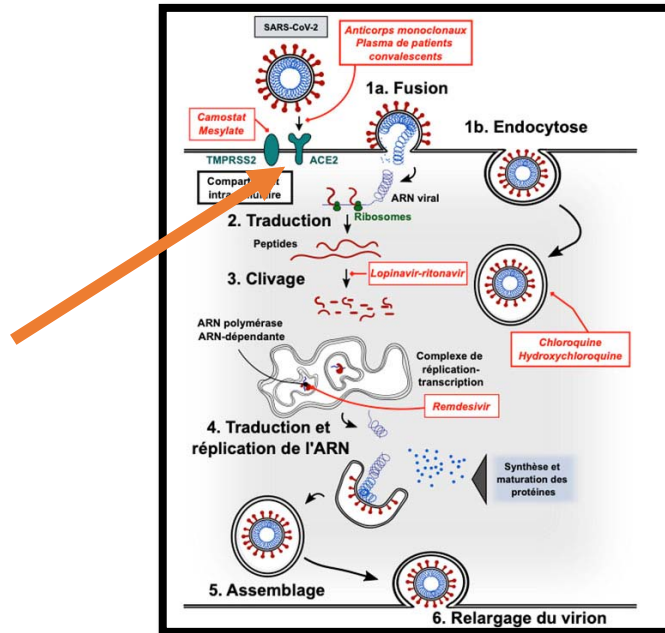 SARS-CoV-2
Anticorps monoclonaux
Plasma de patients
convalescents
1a. Fusion
Camostat
Mesylate
1b. Endocytose
TMPRSS2
ACE2
ARN viral
Ribosomes
2. Traduction
Peptides
3. Clivage
Lopinavir-ritonavir
Chloroquine
Hydroxychloroquine
ARN polymérase
ARN-dépendante
Complexe de
réplication-
transcription
Remdesivir
4. Traduction et
réplication de l'ARN
Synthèse et
maturation des
protéines
5. Assemblage
6. Relargage du virion